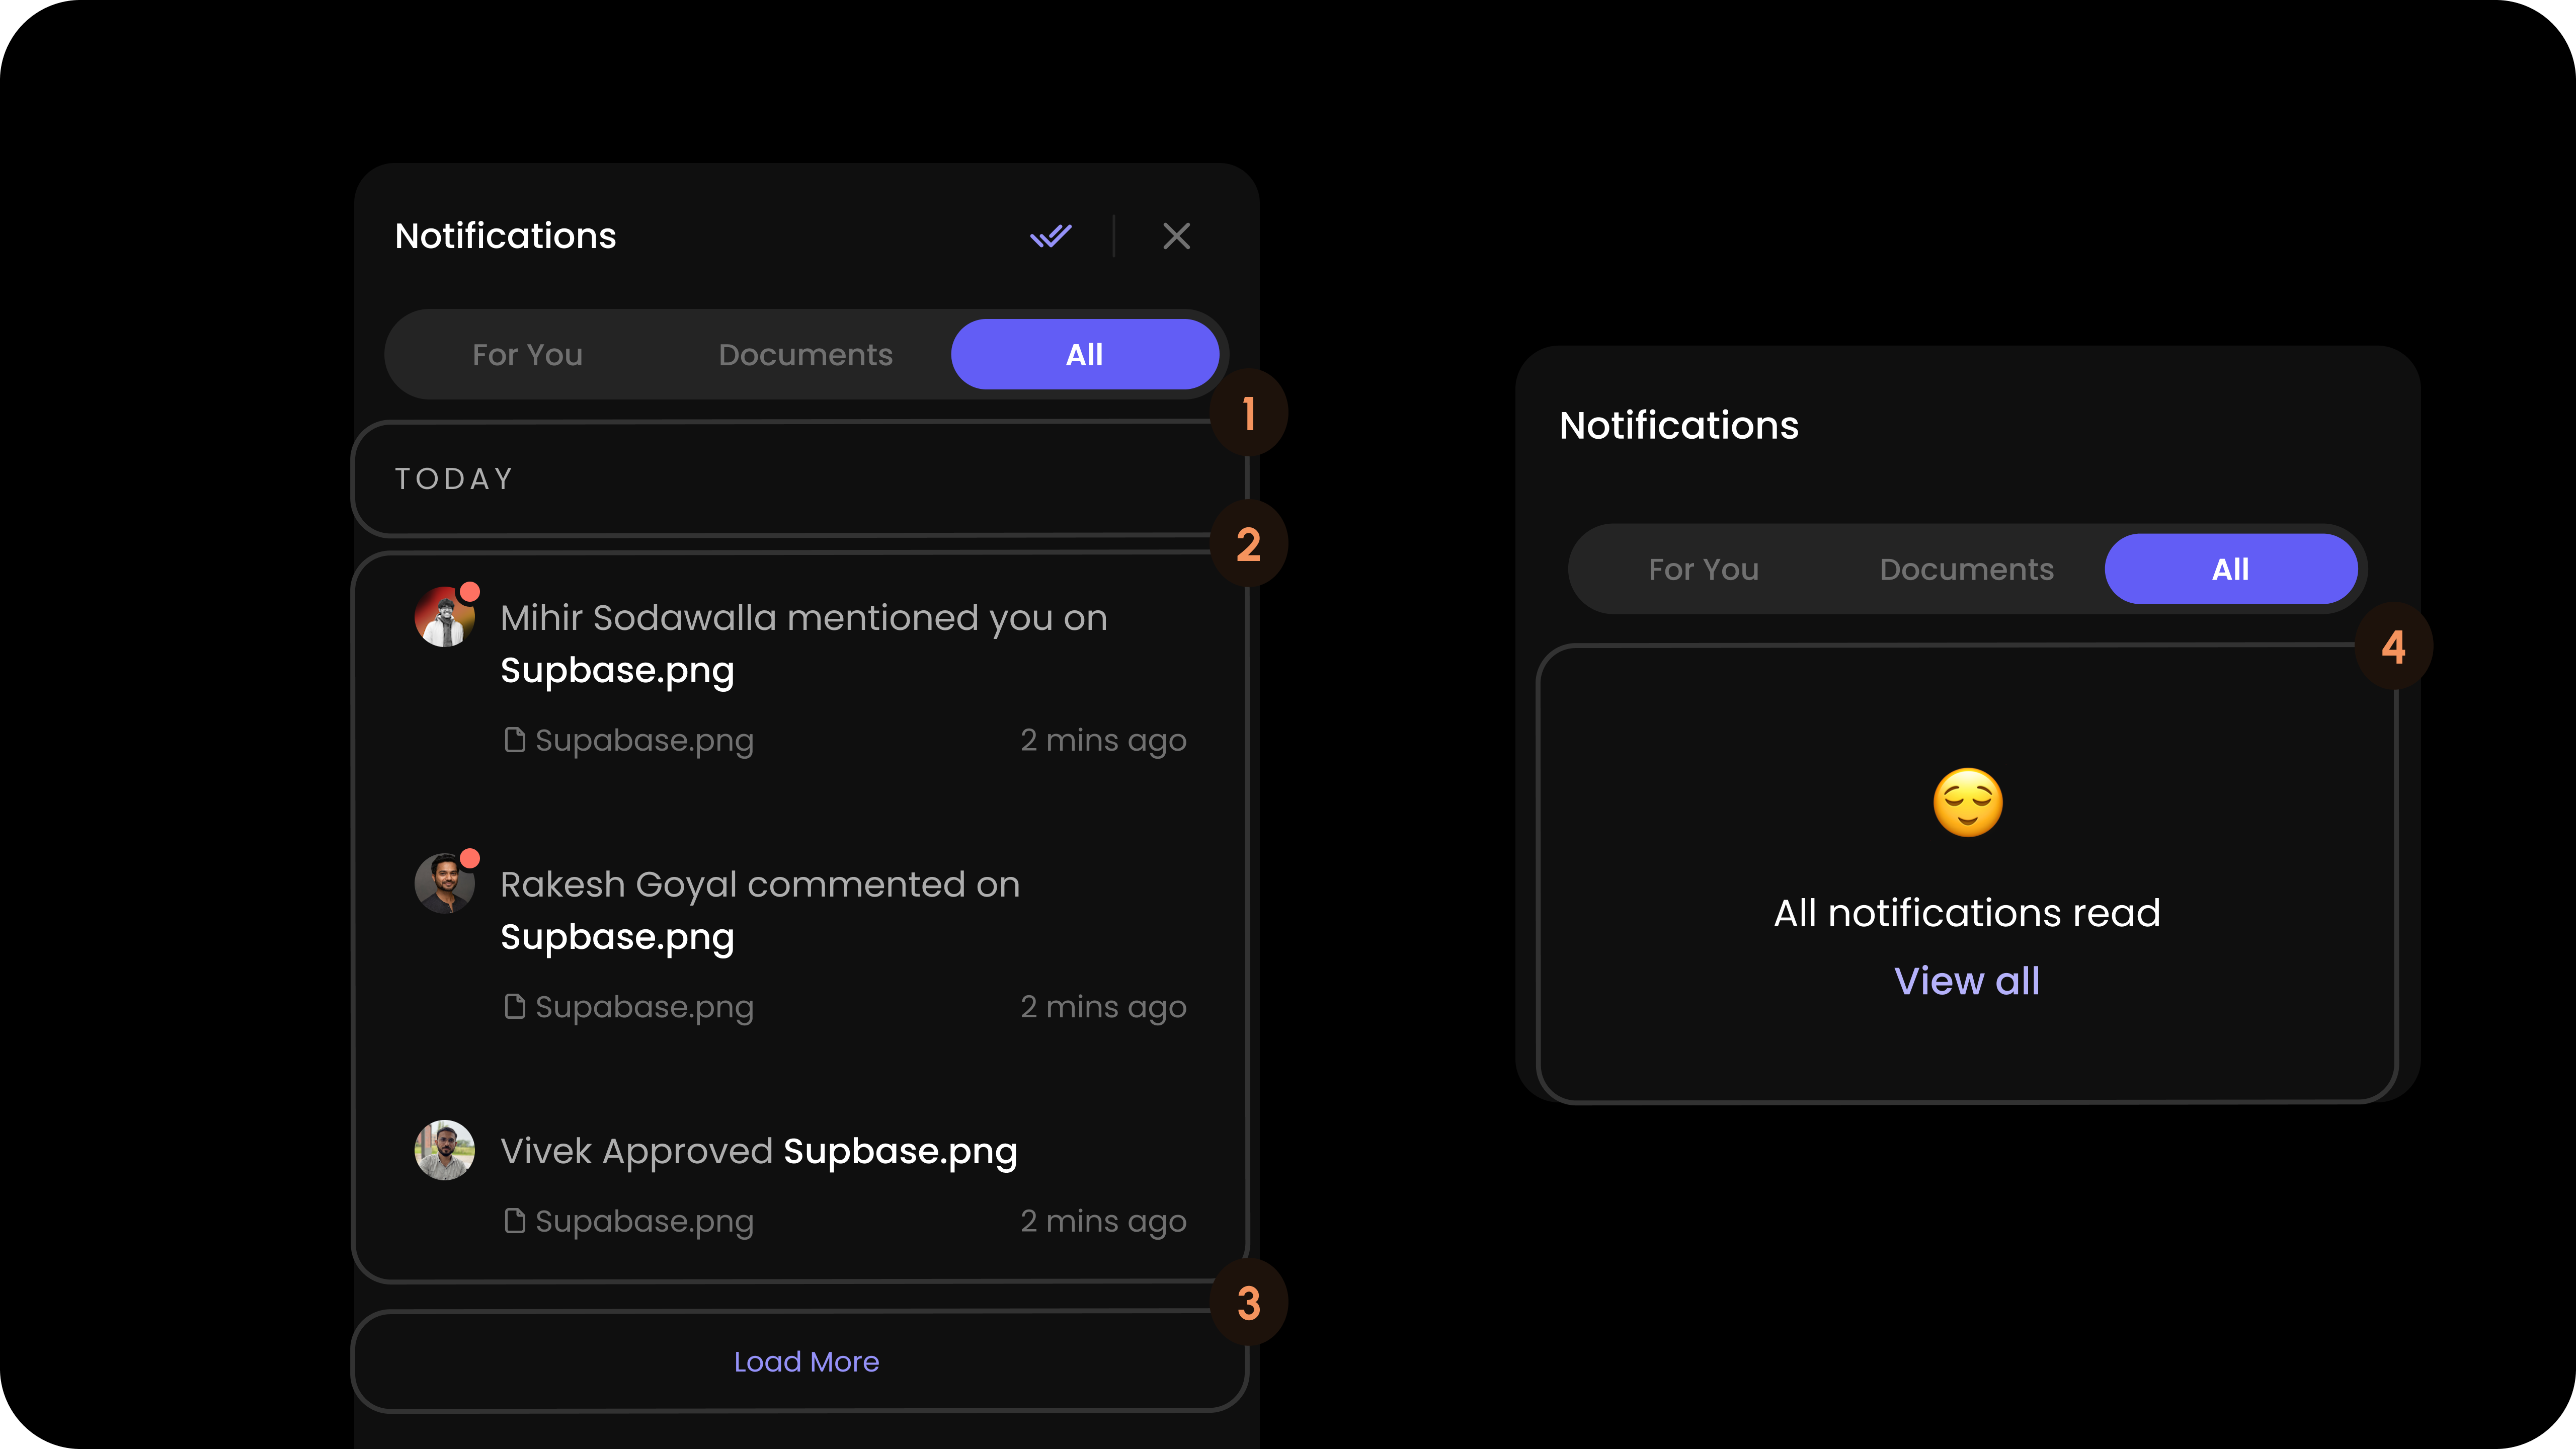 Notifications
For You Documents All
1
TODAY
2
Mihir Sodawalla mentioned you on
Supbase.png
Supabase.png 2 mins ago
Rakesh Goyal commented on
Supbase.png
Supabase.png 2 mins ago
Vivek Approved Supbase.png
Supabase.png 2 mins ago
3
Load More
Notifications
For You Documents All
4
All notifications read
View all